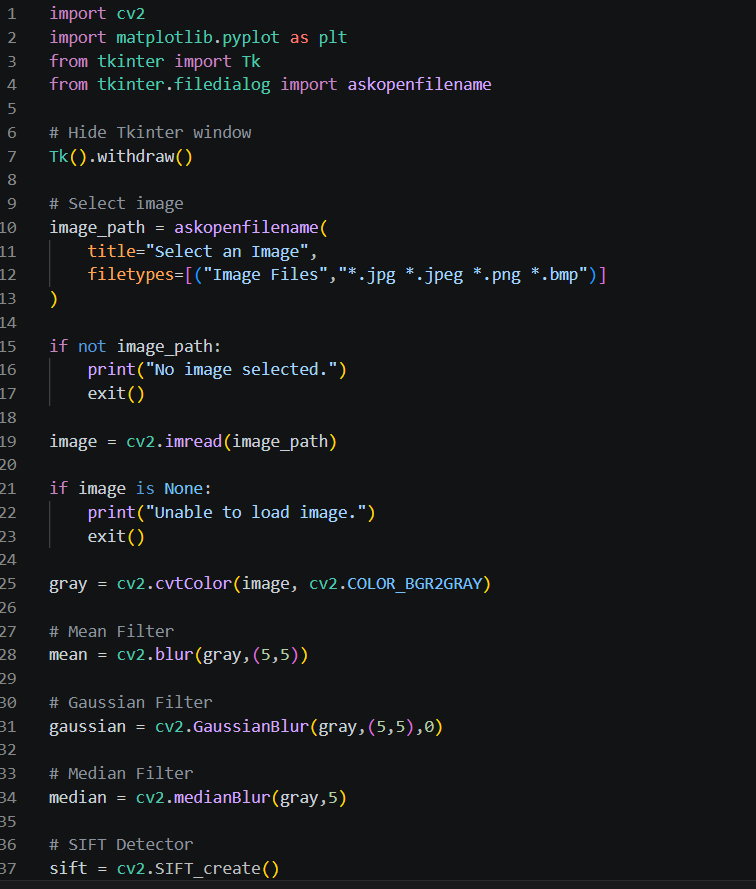 1 import cv2
2 import matplotlib.pyplot as plt
3 from tkinter import Tk
4 from tkinter.filedialog import askopenfilename
5
6 # Hide Tkinter window
7 Tk().withdraw()
8
9 # Select image
10 image_path = askopenfilename(
11     title="Select an Image",
12     filetypes=[("Image Files","*.jpg *.jpeg *.png *.bmp")]
13 )
14
15 if not image_path:
16     print("No image selected.")
17     exit()
18
19 image = cv2.imread(image_path)
20
21 if image is None:
22     print("Unable to load image.")
23     exit()
24
25 gray = cv2.cvtColor(image, cv2.COLOR_BGR2GRAY)
26
27 # Mean Filter
28 mean = cv2.blur(gray,(5,5))
29
30 # Gaussian Filter
31 gaussian = cv2.GaussianBlur(gray,(5,5),0)
32
33 # Median Filter
34 median = cv2.medianBlur(gray,5)
35
36 # SIFT Detector
37 sift = cv2.SIFT_create()